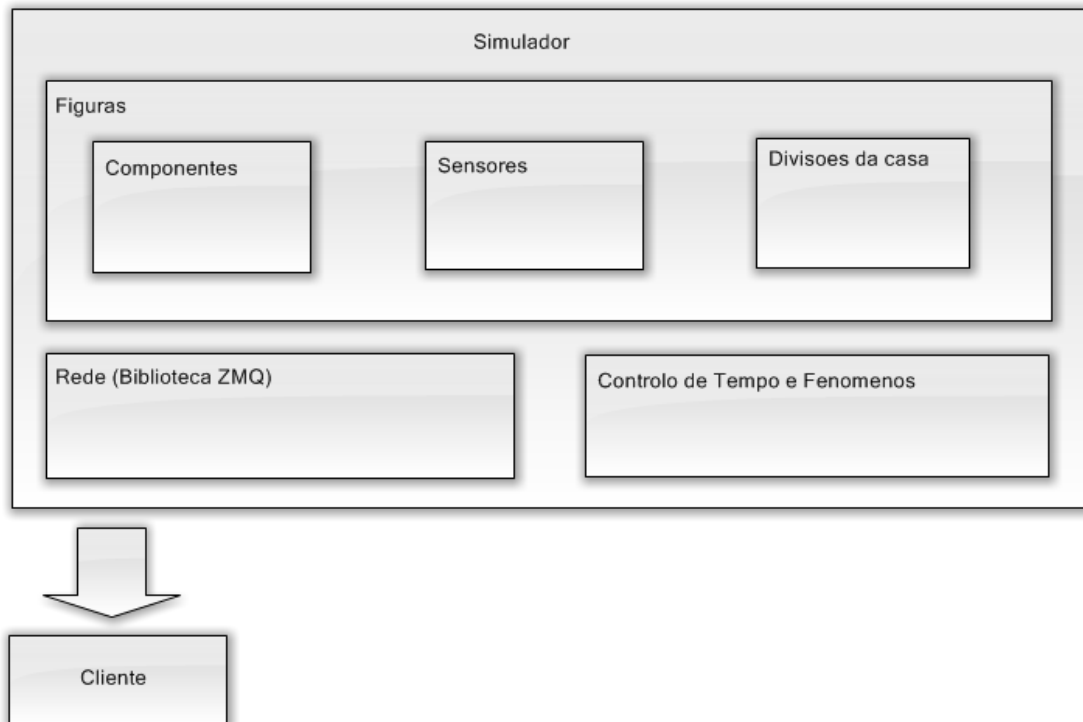 Simulador
Figuras
Componentes
Sensores
Divisoes da casa
Rede (Biblioteca ZMQ)
Controlo de Tempo e Fenomenos
Cliente